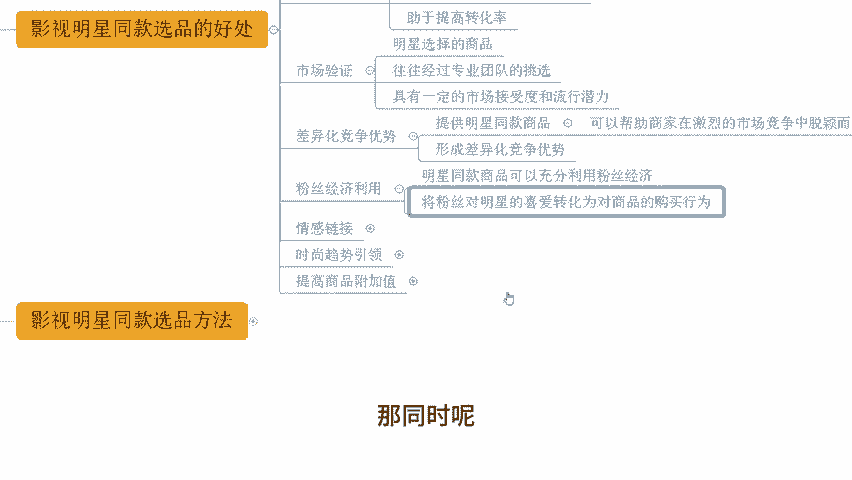 助于提高转化率
影视明星同款选品的好处
明星选择的商品
市场验证
往往经过专业团队的挑选
具有一定的市场接受度和流行潜力
提供明星同款商品
可以帮助商家在激烈的市场竞争中脱颖而
差异化竞争优势
形成差异化竞争优势
明星同款商品可以充分利用粉丝经济
粉丝经济利用
将粉丝对明星的喜爱转化为对商品的购买行为
情感链接
时尚趋势引领
提高商品附加值
影视明星同款选品方法
那同时呢